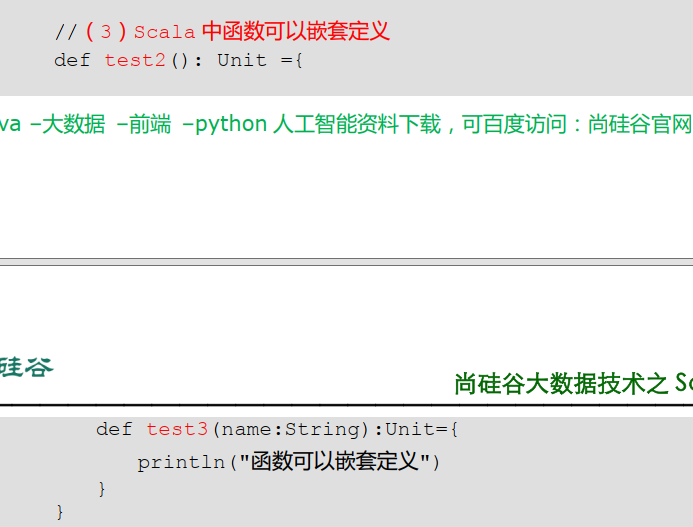 //（3）Scala 中函数可以嵌套定义
def test2(): Unit ={
va –大数据 –前端 –python 人工智能资料下载，可百度访问：尚硅谷官网
硅谷
尚硅谷大数据技术之 Sc
def test3(name:String):Unit={
println("函数可以嵌套定义")
}
}